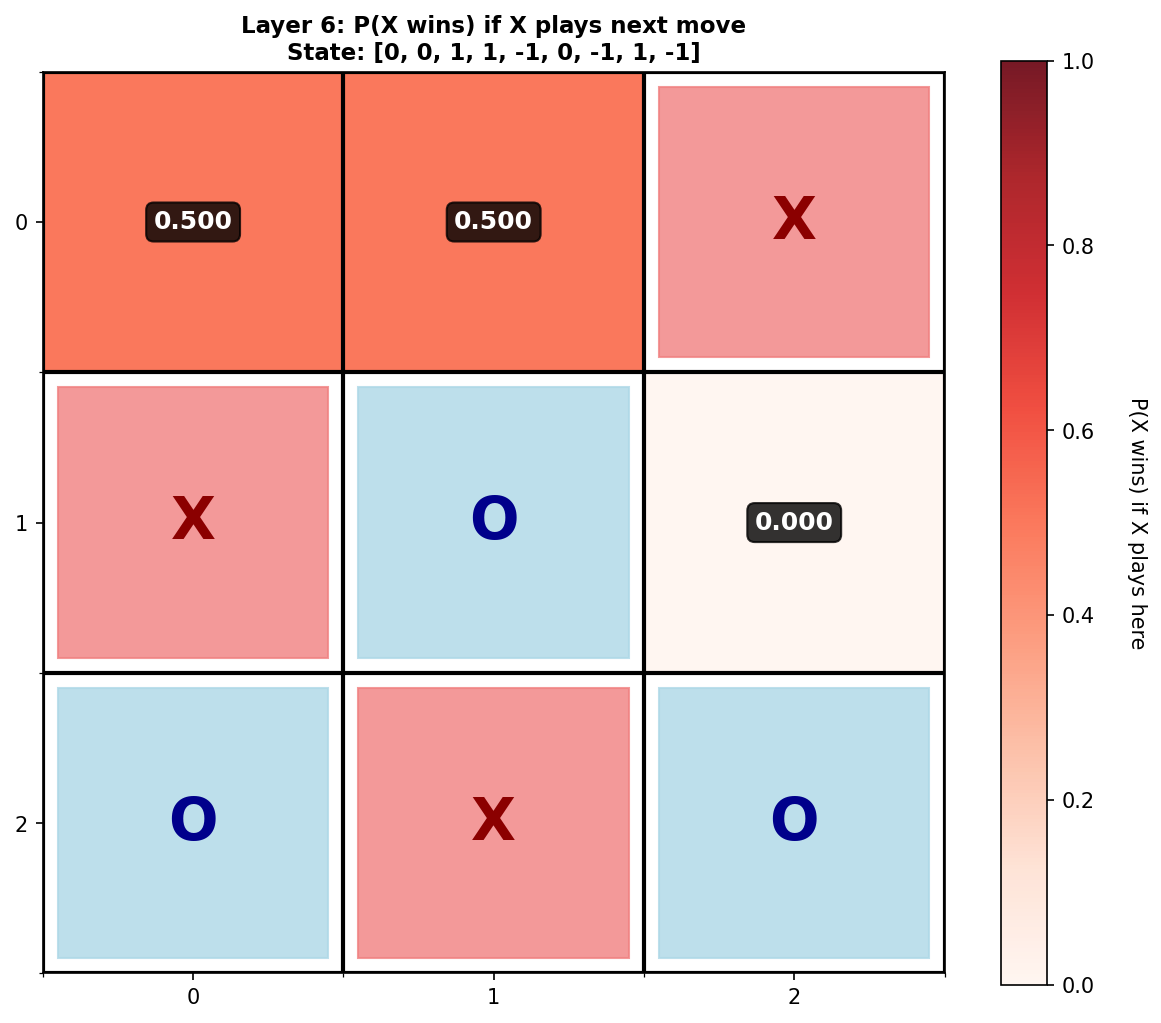 Layer 6: P(X wins) if X plays next move
State: [0, 0, 1, 1, -1, 0, -1, 1, -1]
0
0.500
0.500
X
1
X
O
0.000
2
O
X
O
0
1
2
1.0
0.8
0.6
0.4
0.2
0.0
P(X wins) if X plays here